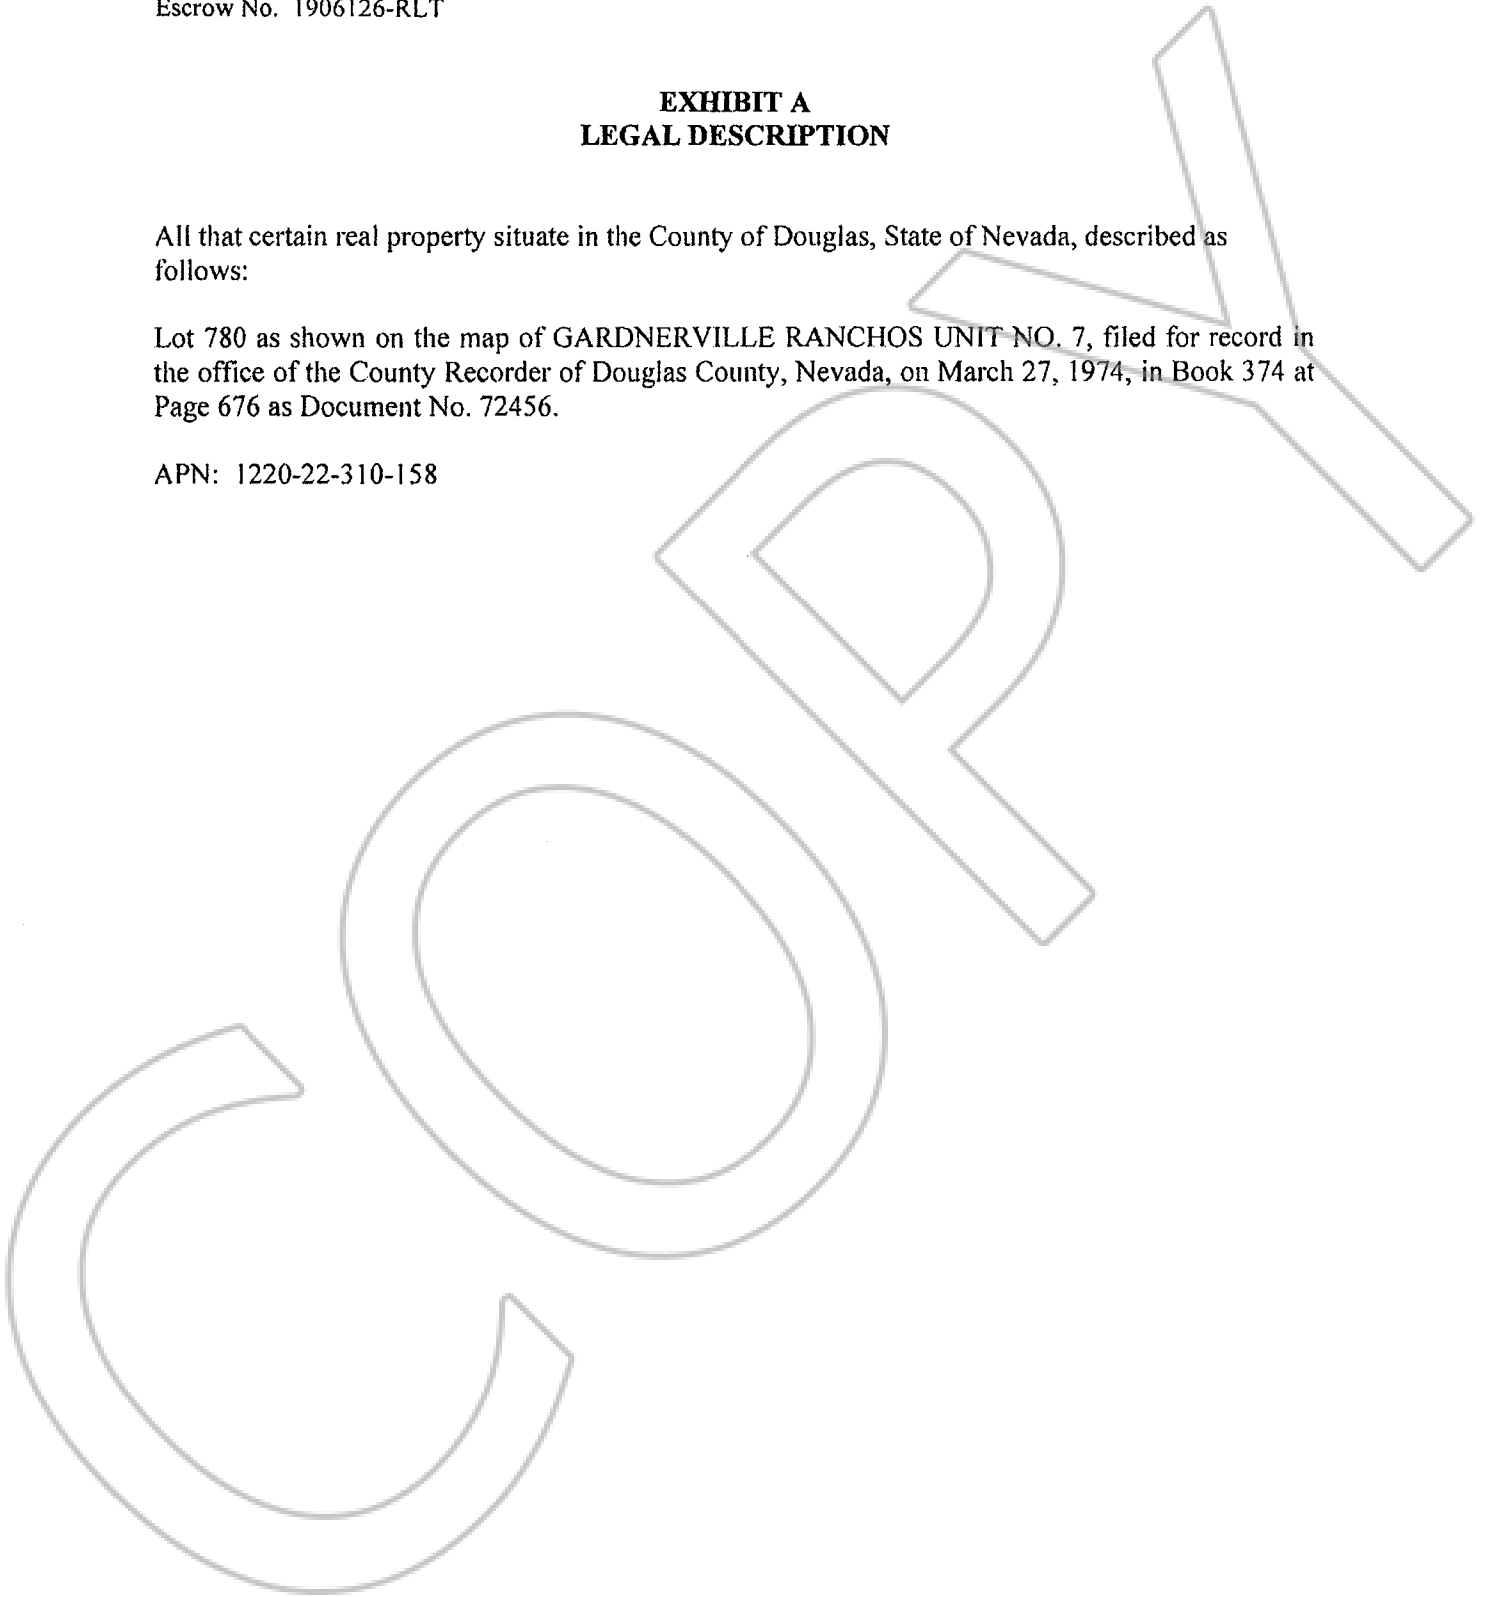 Escrow No. 1906126-RLT
EXHIBIT A
LEGAL DESCRIPTION
All that certain real property situate in the County of Douglas, State of Nevada, described as
follows:
Lot 780 as shown on the map of GARDNERVILLE RANCHOS UNIT NO. 7, filed for record in
the office of the County Recorder of Douglas County, Nevada, on March 27, 1974, in Book 374 at
Page 676 as Document No. 72456.
APN: 1220-22-310-158
COPY